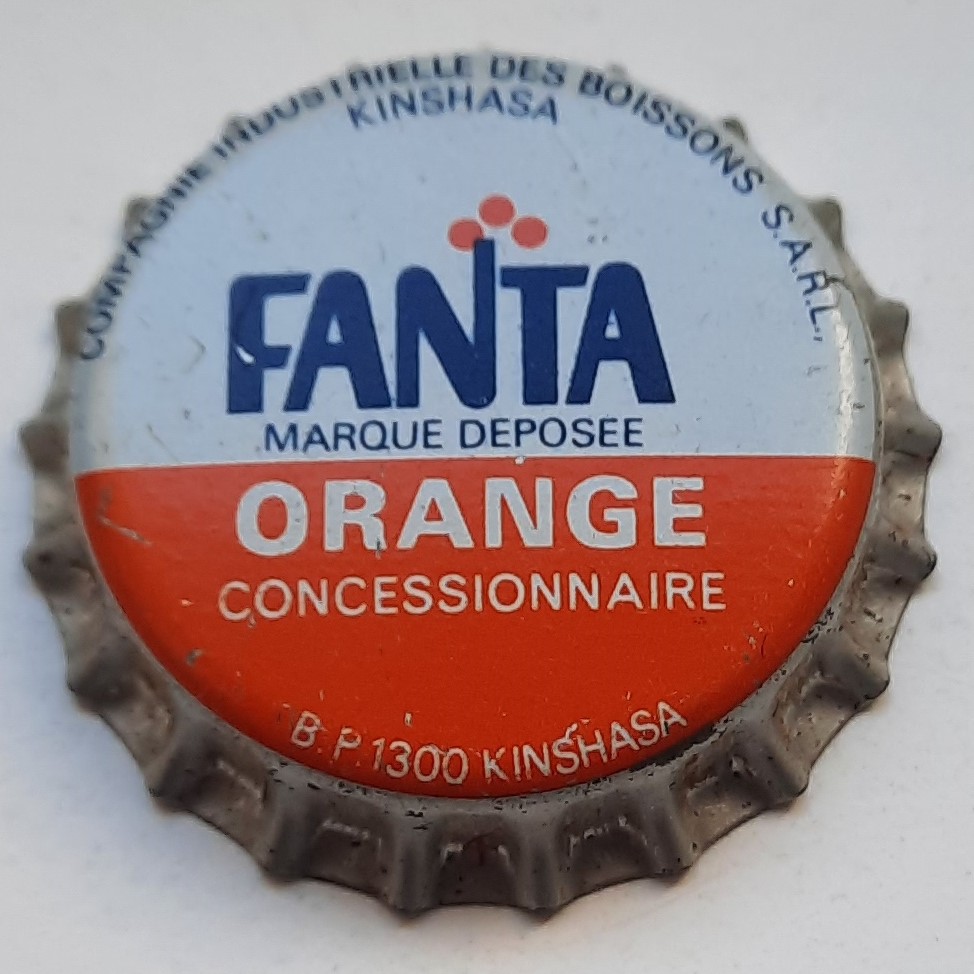 COMPAGNIE INDUSTRIELLE DES BOISSONS S.A.R.L.,
KINSHASA
FANTA
MARQUE DEPOSEE
ORANGE
CONCESSIONNAIRE
B.P. 1300 KINSHASA